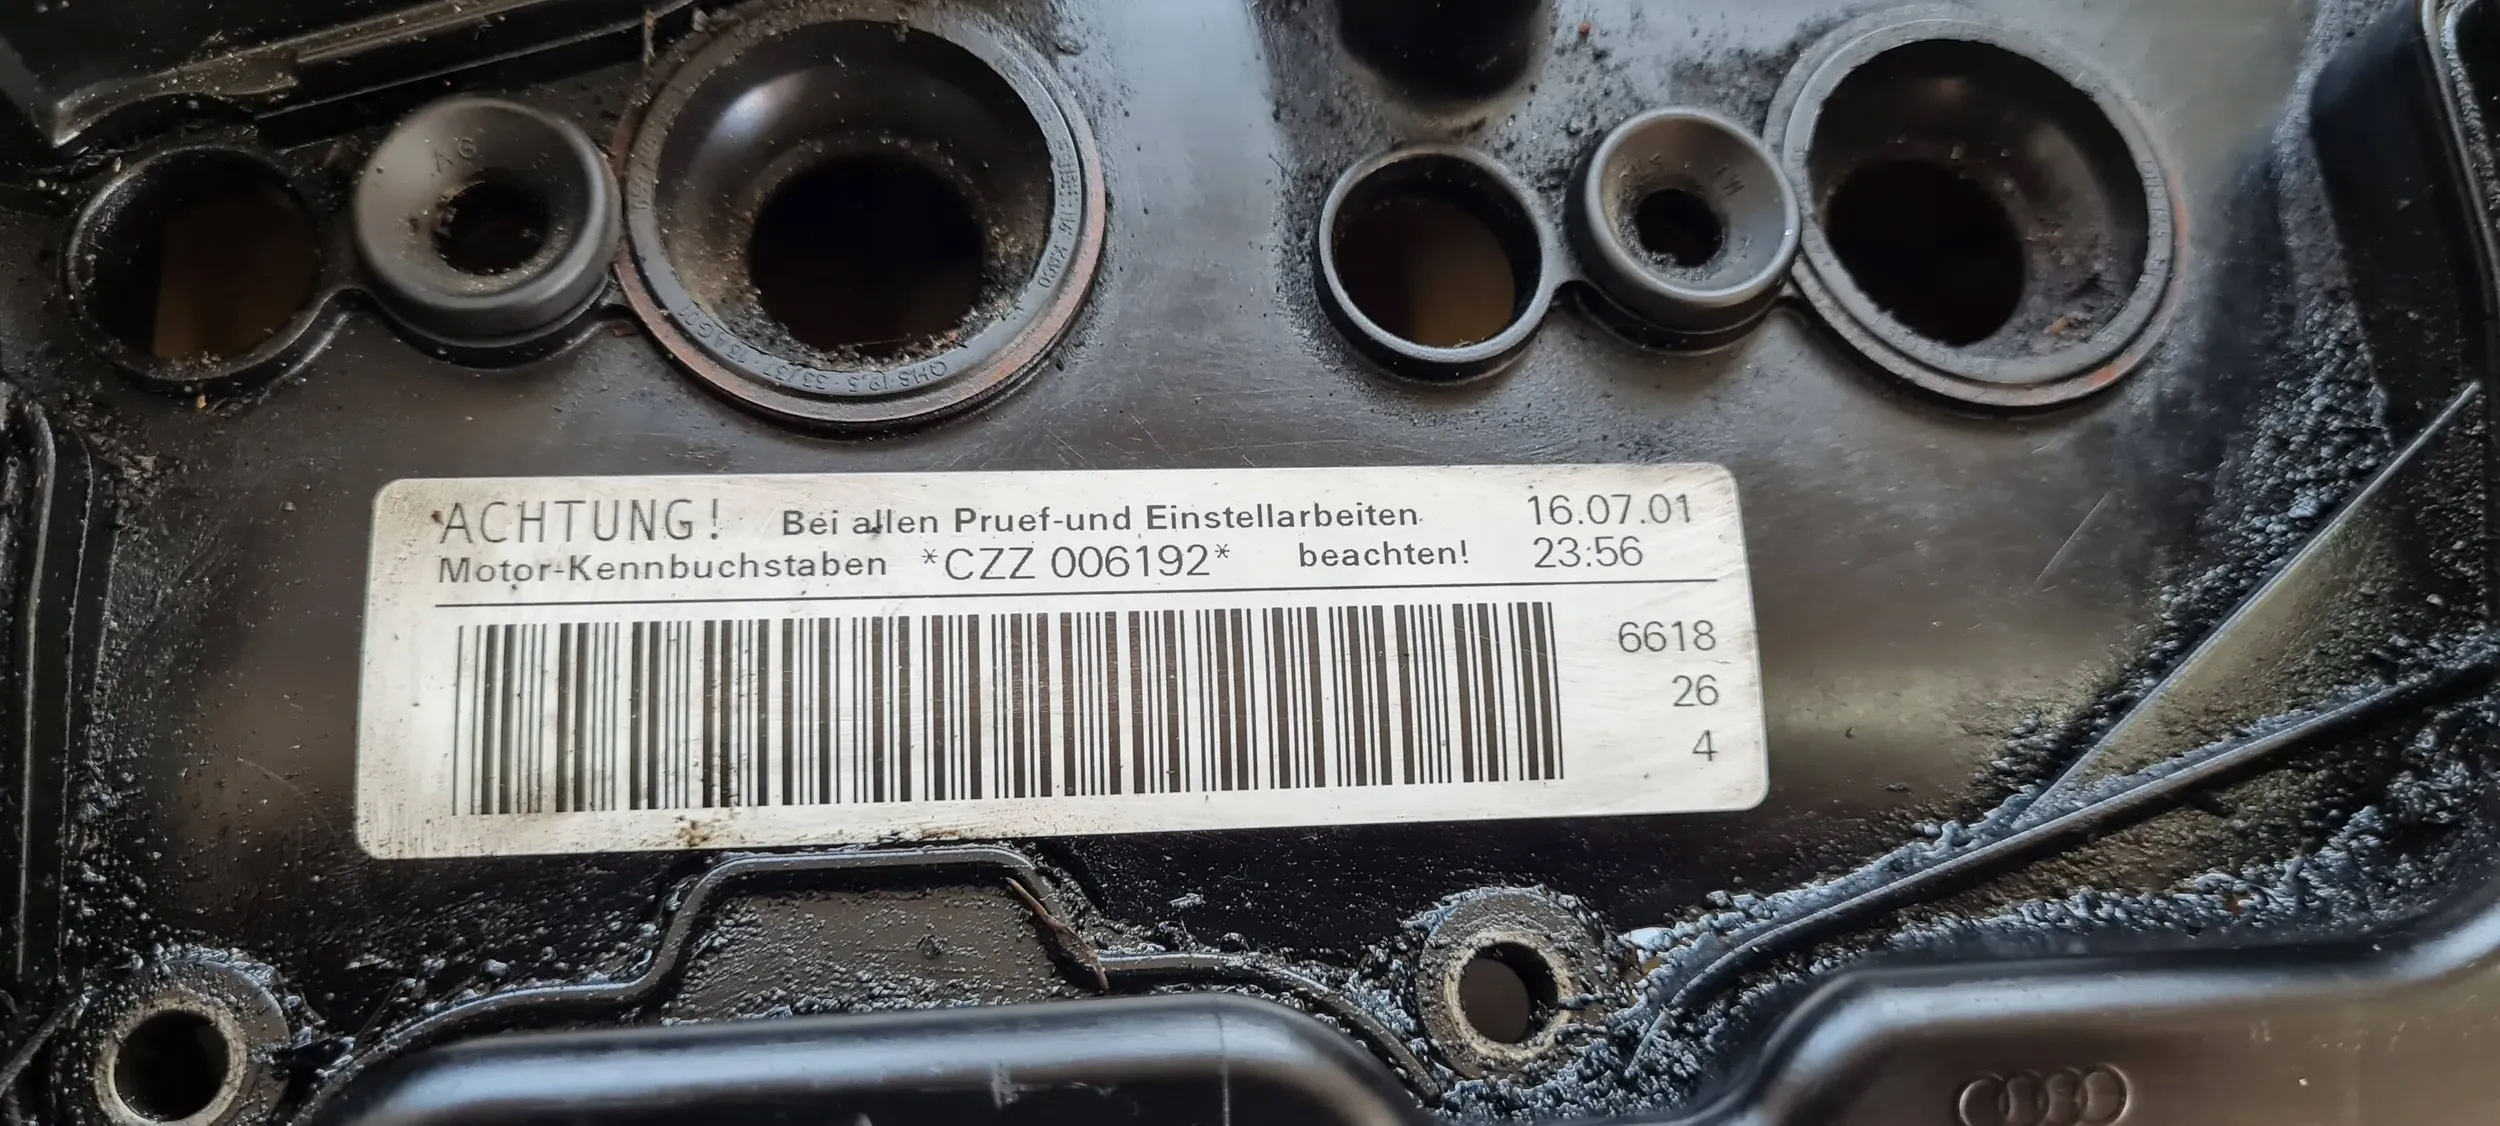 AG
ACHTUNG! Bei allen Pruef-und Einstellarbeiten 16.07.01
Motor-Kennbuchstaben *CZZ 006192* beachten! 23:56
6618
26
4